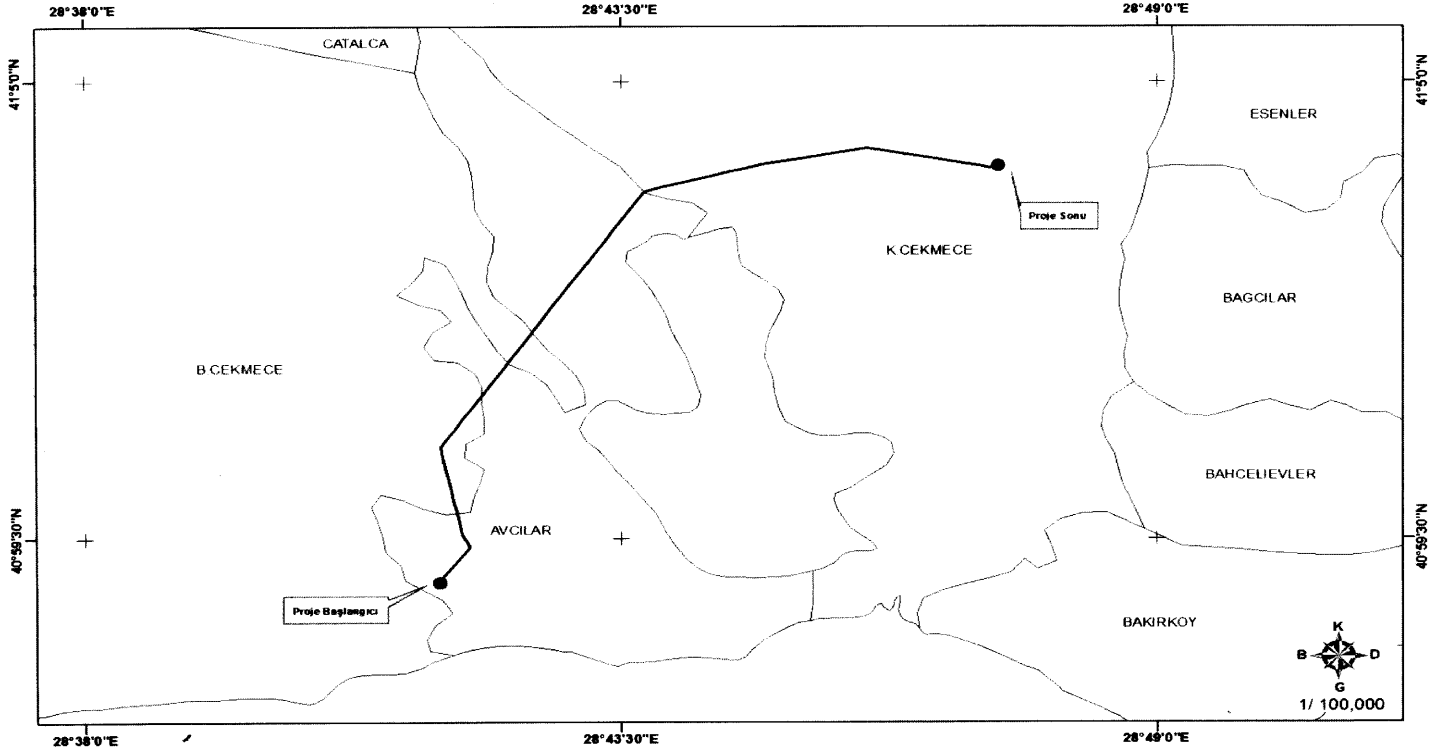 28°38'0"E
28°43'30"E
28°49'0"E
CATALCA
41°5'0"N
41°5'0"N
ESENLER
Proje Sonu
K.CEKMECE
BAGCILAR
B.CEKMECE
BAHCELIEVLER
AVCILAR
40°59'30"N
40°59'30"N
Proje Başlangıcı
BAKIRKOY
K
B
D
G
1/ 100,000
28°38'0"E
28°43'30"E
28°49'0"E